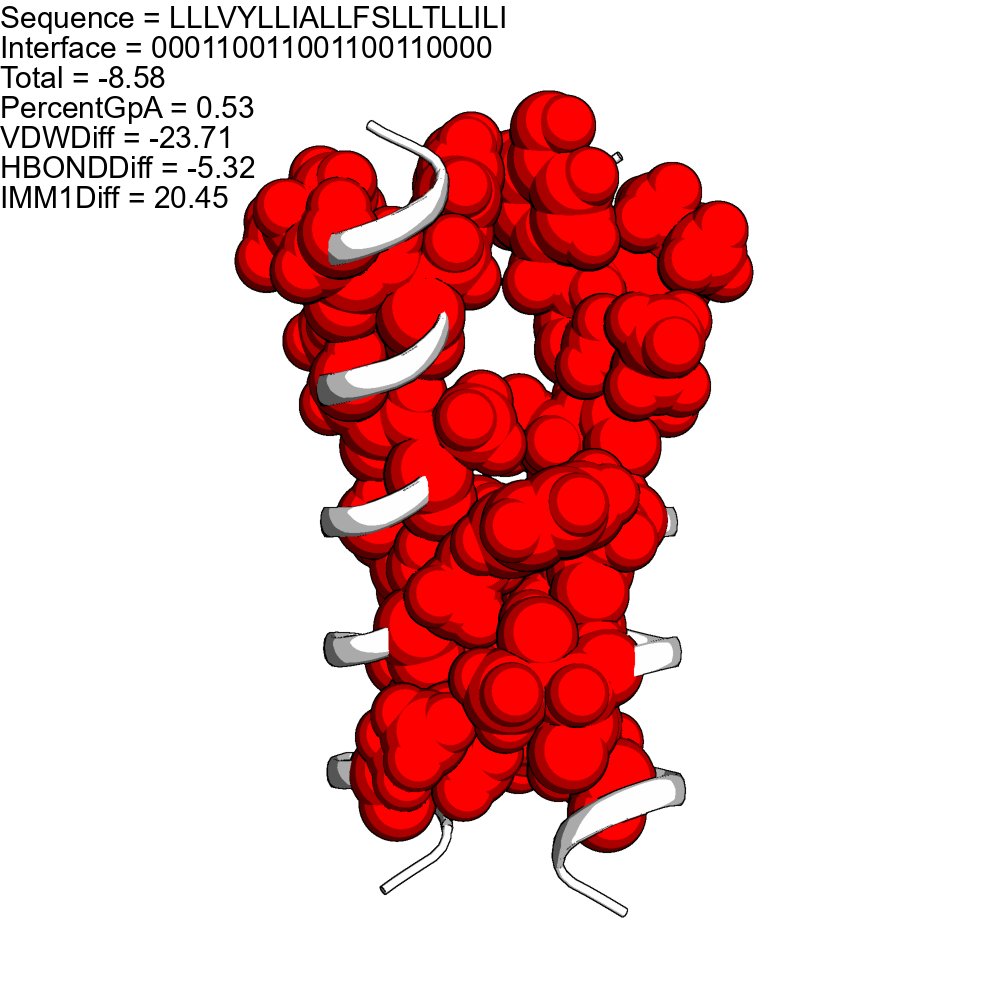 Sequence = LLLVYLLIALLFSLLTLLILI
Interface = 000110011001100110000
Total = -8.58
PercentGpA = 0.53
VDWDiff = -23.71
HBONDDiff = -5.32
IMM1Diff = 20.45